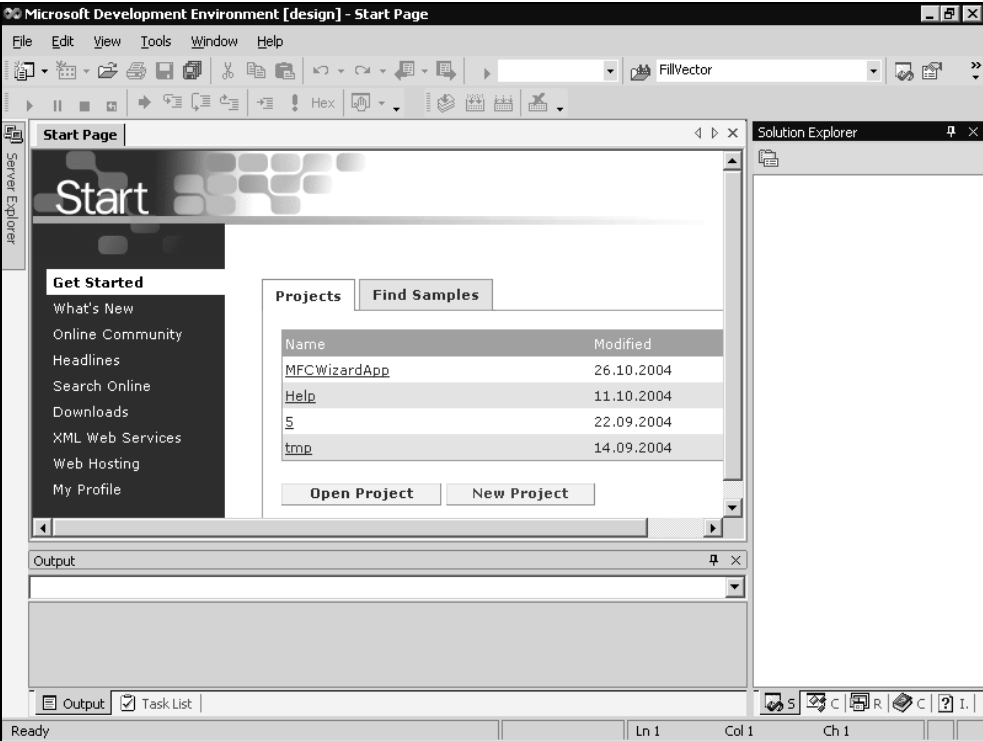 Microsoft Development Environment [design] - Start Page
File Edit View Tools Window Help
FillVector
Hex
Server Explorer
Start Page
Solution Explorer
Start
Get Started
What's New
Online Community
Headlines
Search Online
Downloads
XML Web Services
Web Hosting
My Profile
Projects Find Samples
Name Modified
MFCWizardApp 26.10.2004
Help 11.10.2004
5 22.09.2004
tmp 14.09.2004
Open Project New Project
Output
Output Task List
S C R C I.
Ready Ln 1 Col 1 Ch 1